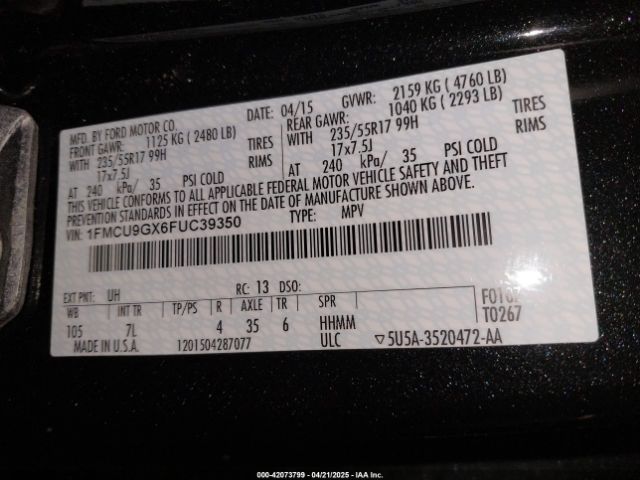 MFD. BY FORD MOTOR CO.
DATE: 04/15 GVWR: 2159 KG ( 4760 LB)
FRONT GAWR: 1125 KG ( 2480 LB) REAR GAWR: 1040 KG ( 2293 LB)
WITH 235/55R17 99H TIRES WITH 235/55R17 99H TIRES
17x7.5J RIMS 17x7.5J RIMS
AT 240 kPa/ 35 PSI COLD AT 240 kPa/ 35 PSI COLD
THIS VEHICLE CONFORMS TO ALL APPLICABLE FEDERAL MOTOR VEHICLE SAFETY AND THEFT
PREVENTION STANDARDS IN EFFECT ON THE DATE OF MANUFACTURE SHOWN ABOVE.
VIN: 1FMCU9GX6FUC39350 TYPE: MPV
EXT PNT: UH RC: 13 DSO:
WB INT TR TP/PS R AXLE TR SPR
105 7L 4 35 6 HHMM T0267
MADE IN U.S.A. 1201504287077 ULC ▽5U5A-3520472-AA
000-42073799 - 04/21/2025 - IAA Inc.